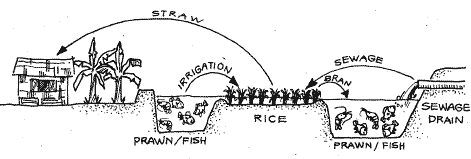 STRAW
IRRIGATION
SEWAGE
BRAN
RICE
SEWAGE
DRAIN
PRAWN/FISH
PRAWN/FISH